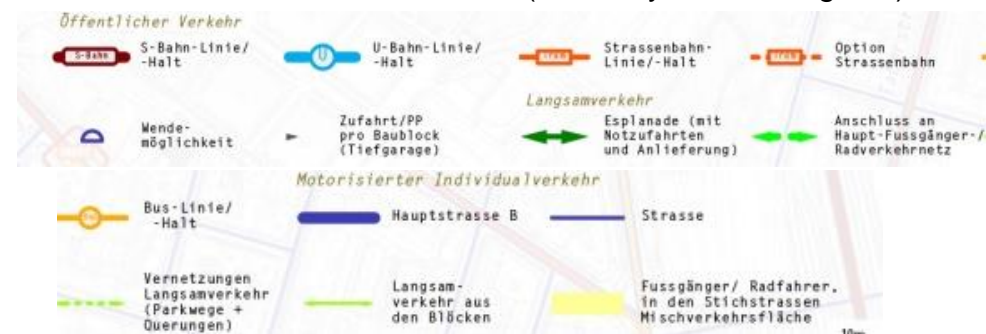 Öffentlicher Verkehr
S-Bahn S-Bahn-Linie/ U U-Bahn-Linie/ Strassenbahn- Option
-Halt -Halt Linie/-Halt Strassenbahn
Langsamverkehr
Wende- Zufahrt/PP Esplanade (mit Anschluss an
möglichkeit pro Baublock Notzufahrten Haupt-Fussgänger-/
(Tiefgarage) und Anlieferung) Radverkehrnetz
Motorisierter Individualverkehr
Bus-Linie/ Hauptstrasse B Strasse
-Halt
Vernetzungen Langsam- Fussgänger/ Radfahrer,
Langsamverkehr verkehr aus in den Stichstrassen
(Parkwege + den Blöcken Mischverkehrsfläche
Querungen)